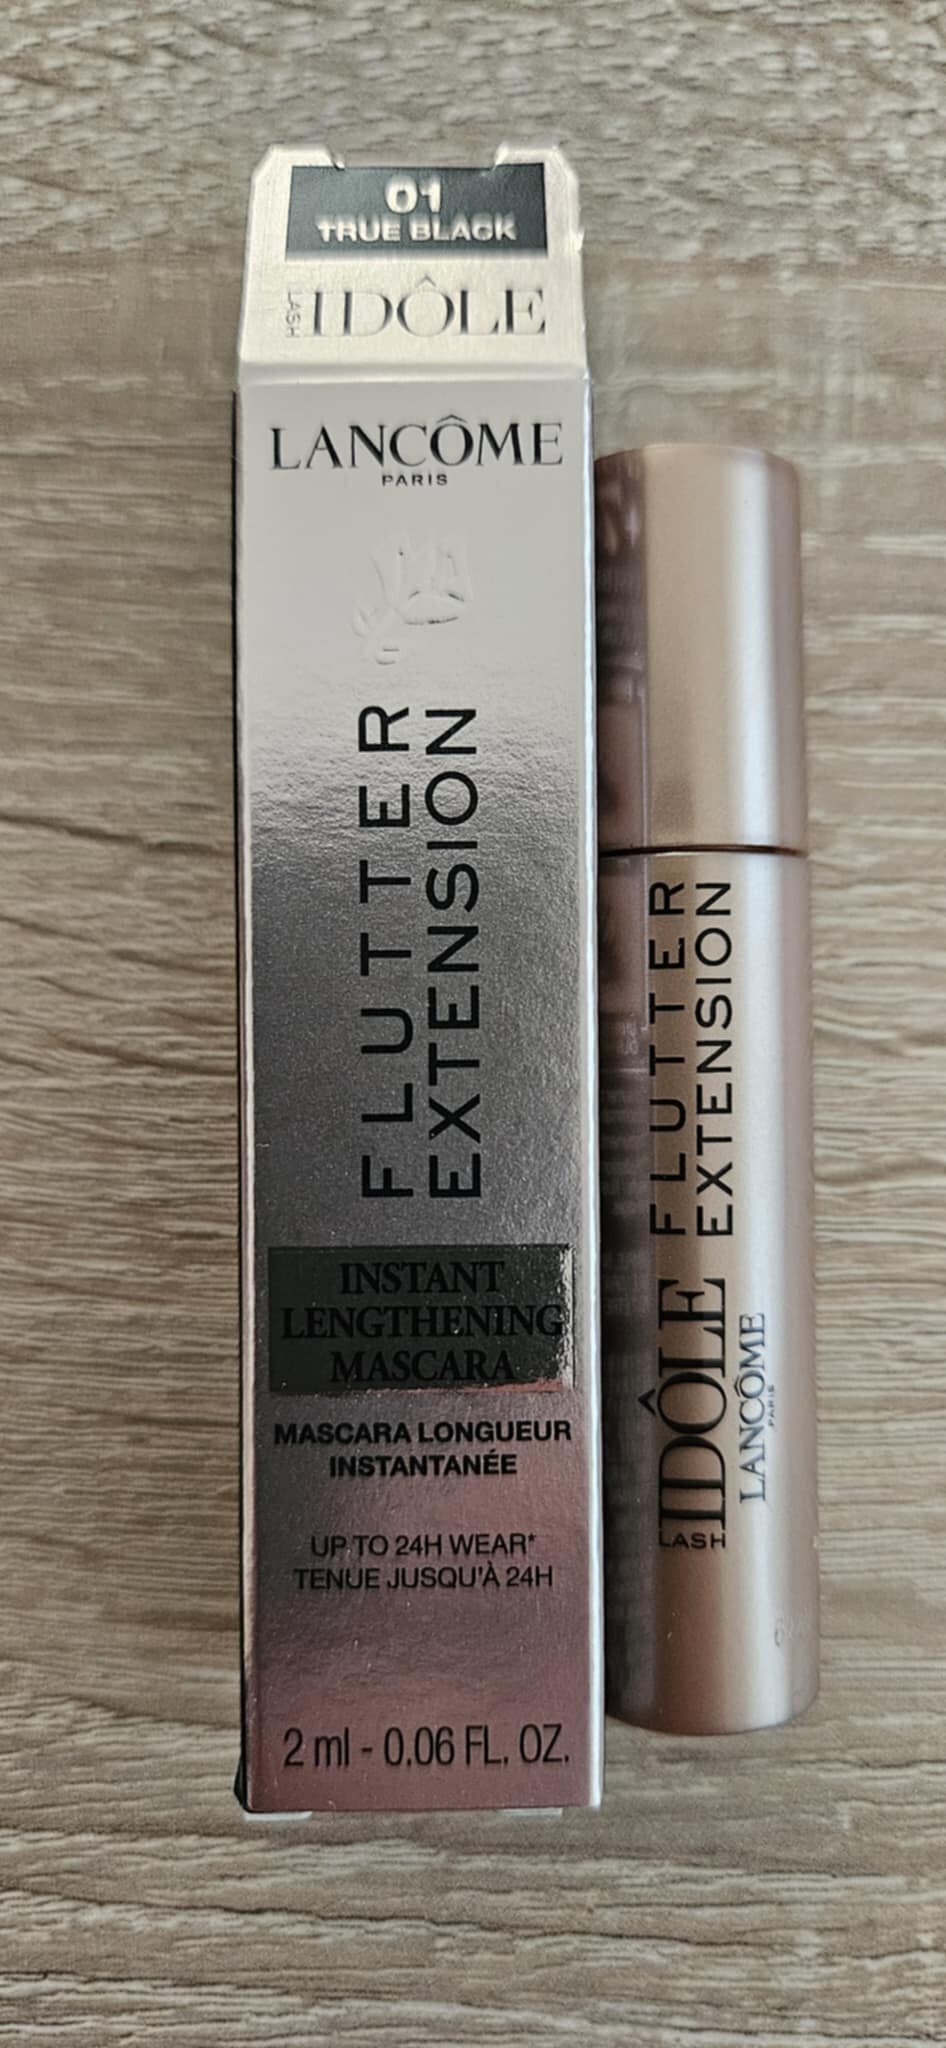 01
TRUE BLACK
LASH IDÔLE
LANCÔME
PARIS
FLUTTER
EXTENSION
INSTANT
LENGTHENING
MASCARA
MASCARA LONGUEUR
INSTANTANÉE
UP TO 24H WEAR*
TENUE JUSQU'À 24H
2 ml - 0.06 FL. OZ.
LASH IDÔLE FLUTTER
EXTENSION
LANCÔME
PARIS